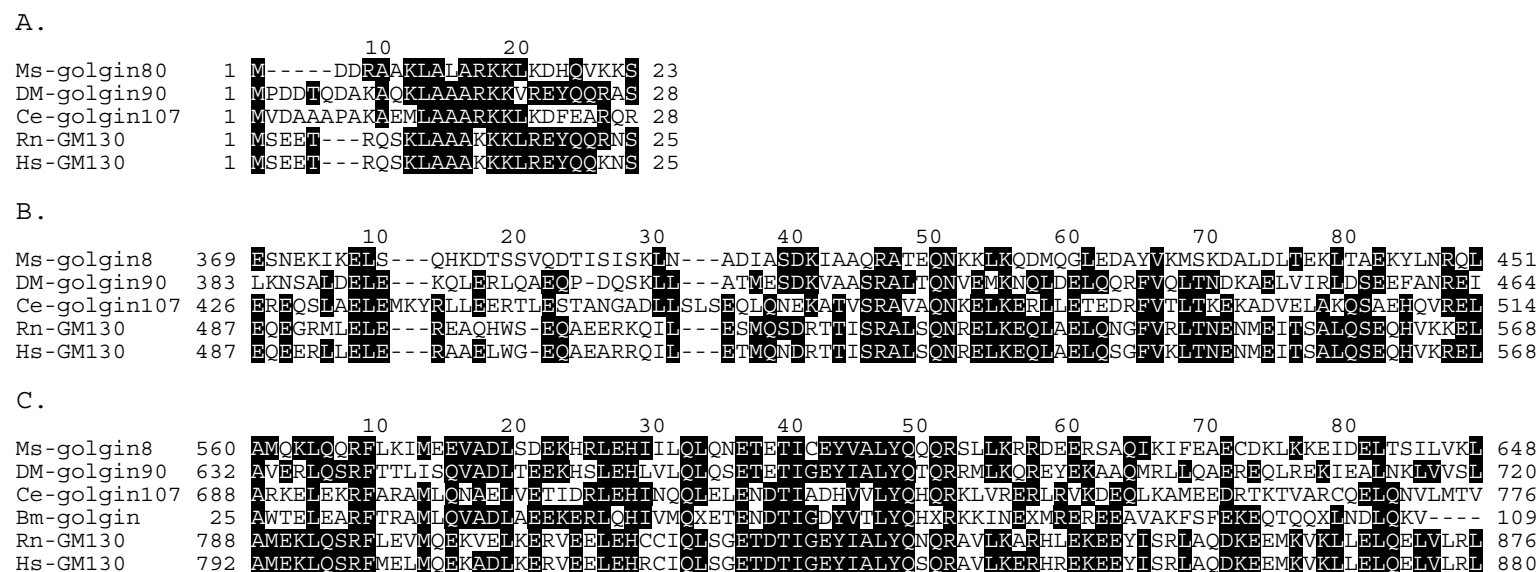 A.
10 20
Ms-golgin80 1 M-----DDRAAKLALARKKLKDHQVKKS 23
DM-golgin90 1 MPDDTQDAKAQKLAAARKKVREYQQRAS 28
Ce-golgin107 1 MVDAAAPAKAEMLAAARKKLKDFEARQR 28
Rn-GM130 1 MSEET---RQSKLAAAKKKLREYQQRNS 25
Hs-GM130 1 MSEET---RQSKLAAAKKKLREYQQKNS 25
B.
10 20 30 40 50 60 70 80
Ms-golgin8 369 ESNEKIKELS---QHKDTSSVQDTISISKLN---ADIASDKIAAQRATEQNKKLKQDMQGLEDAYVKMSKDALDLTEKLTAEKYLNRQL 451
DM-golgin90 383 LKNSALDELE---KQLERLQAEQP-DQSKLL---ATMESDKVAASRALTQNVEMKNQLDELQQRFVQLTNDKAELVIRLDSEEFANREI 464
Ce-golgin107 426 EREQSLAELEMKYRLLEERTLESTANGADLLSLSEQLQNEKATVSRAVAQNKELKERLLETEDRFVTLTKEKADVELAKQSAEHQVREL 514
Rn-GM130 487 EQEGRMLELE---REAQHWS-EQAEERKQIL---ESMQSDRTTISRALSQNRELKEQLAELQNGFVRLTNENMEITSALQSEQHVKKEL 568
Hs-GM130 487 EQEERLLELE---RAAELWG-EQAEARRQIL---ETMQNDRTTISRALSQNRELKEQLAELQSGFVKLTNENMEITSALQSEQHVKREL 568
C.
10 20 30 40 50 60 70 80
Ms-golgin8 560 AMQKLQQRFLKIMEEVADLSDEKHRLEHIILQLQNETETICEYVALYQQQRSLLKRRDEERSAQIKIFEAECDKLKKEIDELTSILVKL 648
DM-golgin90 632 AVERLQSRFTTLISQVADLTEEKHSLEHLVLQLQSETETIGEYIALYQTQRRMLKQREYEKAAQMRLLQAEREQLREKIEALNKLVVSL 720
Ce-golgin107 688 ARKELEKRFARAMLQNAELVETIDRLEHINQQLELENDTIADHVVLYQHQRKLVRERLRVKDEQLKAMEEDRTKTVARCQELQNVLMTV 776
Bm-golgin 25 AWTELEARFTRAMLQVADLAEEKERLQHIVMQXETENDTIGDYVTLYQHXRKKINEXMREREEAVAKFSFEKEQTQQXLNDLQKV---- 109
Rn-GM130 788 AMEKLQSRFLEVMQEKVELKERVEELEHCCIQLSGETDTIGEYIALYQNQRAVLKARHLEKEEYISRLAQDKEEMKVKLLELQELVLRL 876
Hs-GM130 792 AMEKLQSRFMELMQEKADLKERVEELEHRCIQLSGETDTIGEYIALYQSQRAVLKERHREKEEYISRLAQDKEEMKVKLLELQELVLRL 880